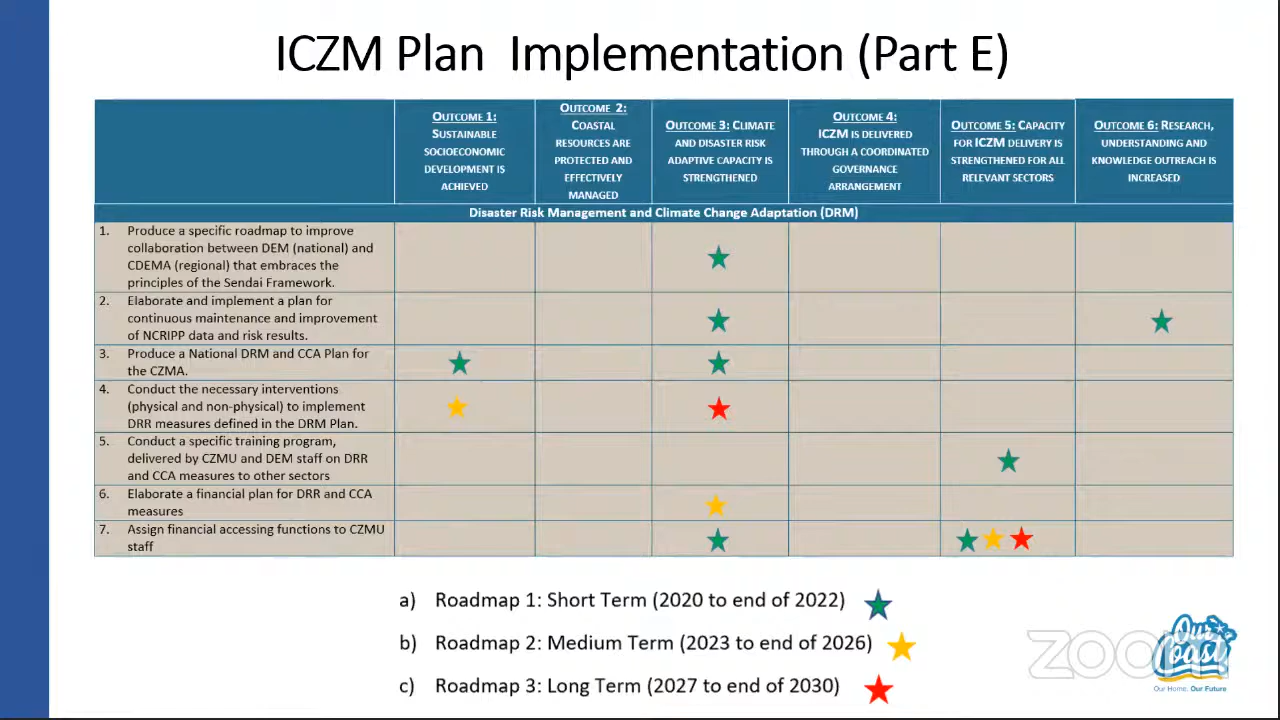 ICZM Plan Implementation (Part E)
OUTCOME 1:
SUSTAINABLE
SOCIOECONOMIC
DEVELOPMENT IS
ACHIEVED
OUTCOME 2:
COASTAL
RESOURCES ARE
PROTECTED AND
EFFECTIVELY
MANAGED
OUTCOME 3: CLIMATE
AND DISASTER RISK
ADAPTIVE CAPACITY IS
STRENGTHENED
OUTCOME 4:
ICZM IS DELIVERED
THROUGH A COORDINATED
GOVERNANCE
ARRANGEMENT
OUTCOME 5: CAPACITY
FOR ICZM DELIVERY IS
STRENGTHENED FOR ALL
RELEVANT SECTORS
OUTCOME 6: RESEARCH,
UNDERSTANDING AND
KNOWLEDGE OUTREACH IS
INCREASED
Disaster Risk Management and Climate Change Adaptation (DRM)
1. Produce a specific roadmap to improve
collaboration between DEM (national) and
CDEMA (regional) that embraces the
principles of the Sendai Framework.
2. Elaborate and implement a plan for
continuous maintenance and improvement
of NCRIPP data and risk results.
3. Produce a National DRM and CCA Plan for
the CZMA.
4. Conduct the necessary interventions
(physical and non-physical) to implement
DRR measures defined in the DRM Plan.
5. Conduct a specific training program,
delivered by CZMU and DEM staff on DRR
and CCA measures to other sectors
6. Elaborate a financial plan for DRR and CCA
measures
7. Assign financial accessing functions to CZMU
staff
a) Roadmap 1: Short Term (2020 to end of 2022)
b) Roadmap 2: Medium Term (2023 to end of 2026)
c) Roadmap 3: Long Term (2027 to end of 2030)
zoom
Our
Coast
Our Home, Our Future